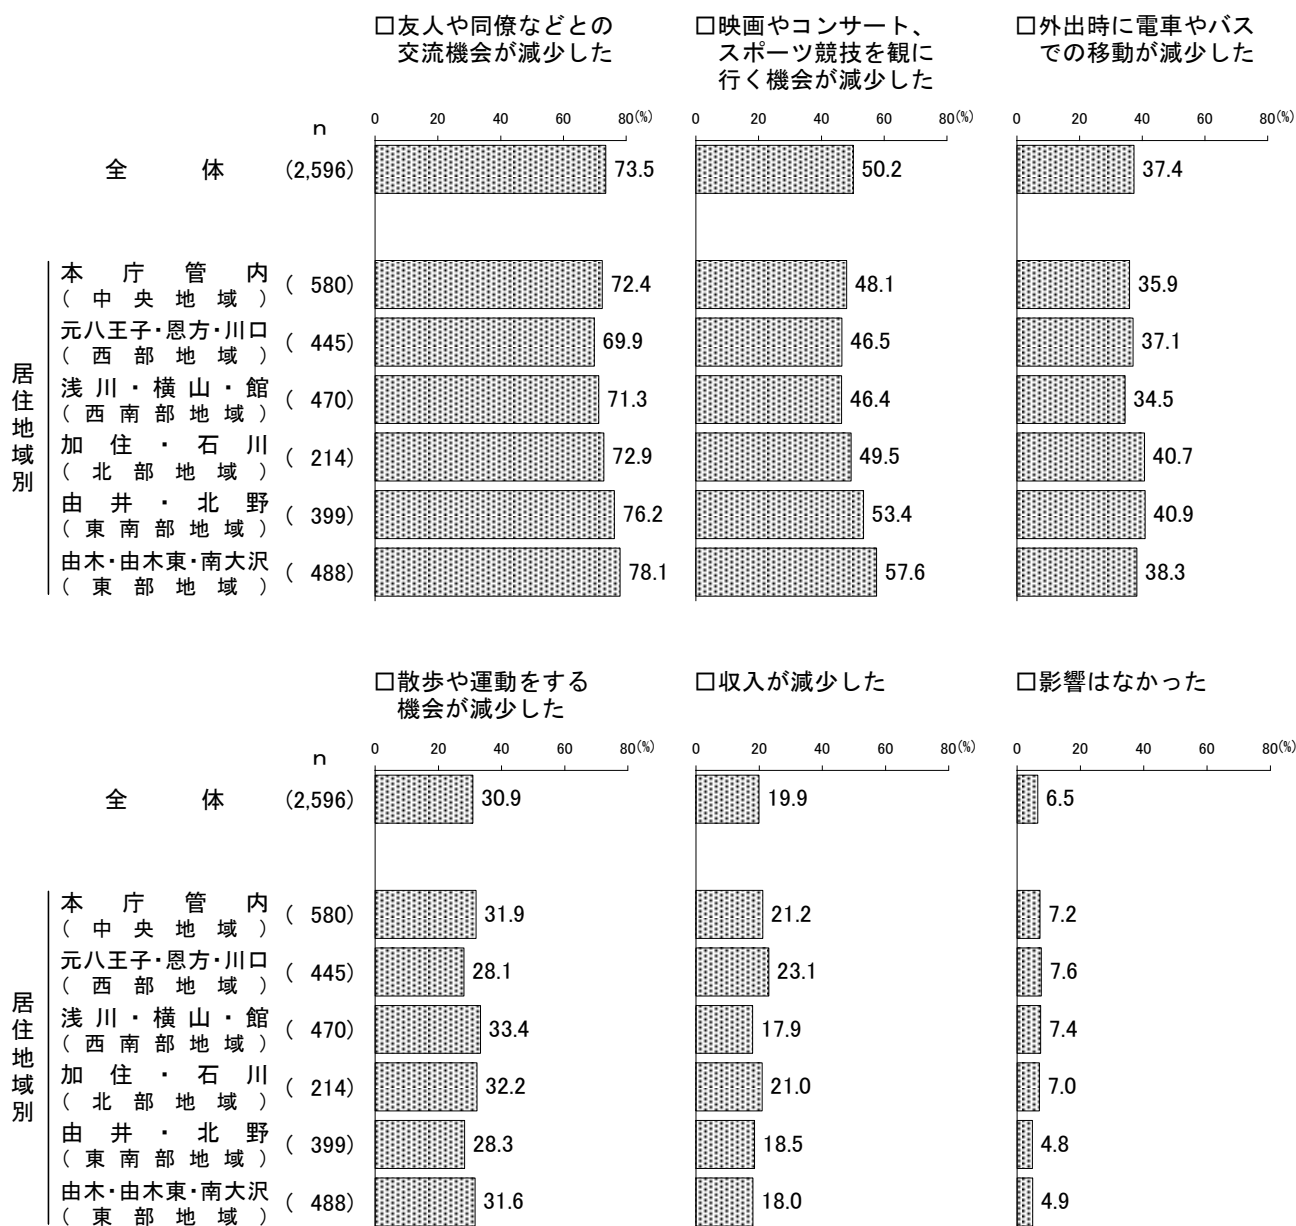 □友人や同僚などとの
交流機会が減少した
□映画やコンサート、
スポーツ競技を観に
行く機会が減少した
□外出時に電車やバス
での移動が減少した
n
0 20 40 60 80(%)
0 20 40 60 80(%)
0 20 40 60 80(%)
全体 (2,596) 73.5 50.2 37.4
居住地域別
本庁管内
(中央地域) ( 580) 72.4 48.1 35.9
元八王子・恩方・川口
(西部地域) ( 445) 69.9 46.5 37.1
浅川・横山・館
(西南部地域) ( 470) 71.3 46.4 34.5
加住・石川
(北部地域) ( 214) 72.9 49.5 40.7
由井・北野
(東南部地域) ( 399) 76.2 53.4 40.9
由木・由木東・南大沢
(東部地域) ( 488) 78.1 57.6 38.3
□散歩や運動をする
機会が減少した
□収入が減少した
□影響はなかった
n
0 20 40 60 80(%)
0 20 40 60 80(%)
0 20 40 60 80(%)
全体 (2,596) 30.9 19.9 6.5
居住地域別
本庁管内
(中央地域) ( 580) 31.9 21.2 7.2
元八王子・恩方・川口
(西部地域) ( 445) 28.1 23.1 7.6
浅川・横山・館
(西南部地域) ( 470) 33.4 17.9 7.4
加住・石川
(北部地域) ( 214) 32.2 21.0 7.0
由井・北野
(東南部地域) ( 399) 28.3 18.5 4.8
由木・由木東・南大沢
(東部地域) ( 488) 31.6 18.0 4.9